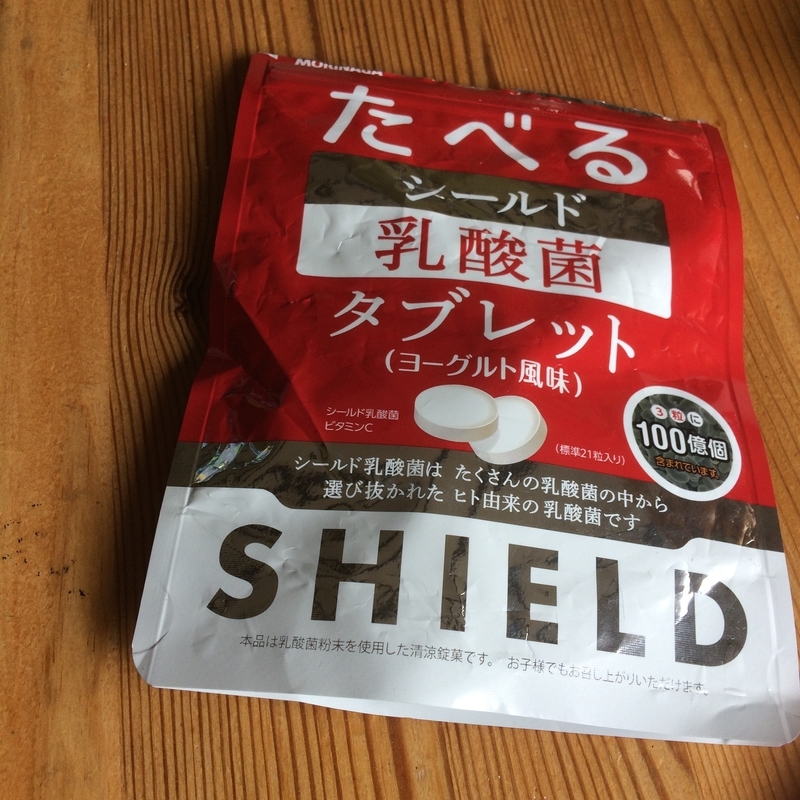 MORINAGA
たべる
シールド
乳酸菌
タブレット
(ヨーグルト風味)
シールド乳酸菌
ビタミンC
(標準21粒入り)
3粒に
100億個
含まれています。
シールド乳酸菌は たくさんの乳酸菌の中から
選び抜かれた ヒト由来の乳酸菌です
SHIELD
本品は乳酸菌粉末を使用した清涼錠菓です。 お子様でもお召し上がりいただけます。